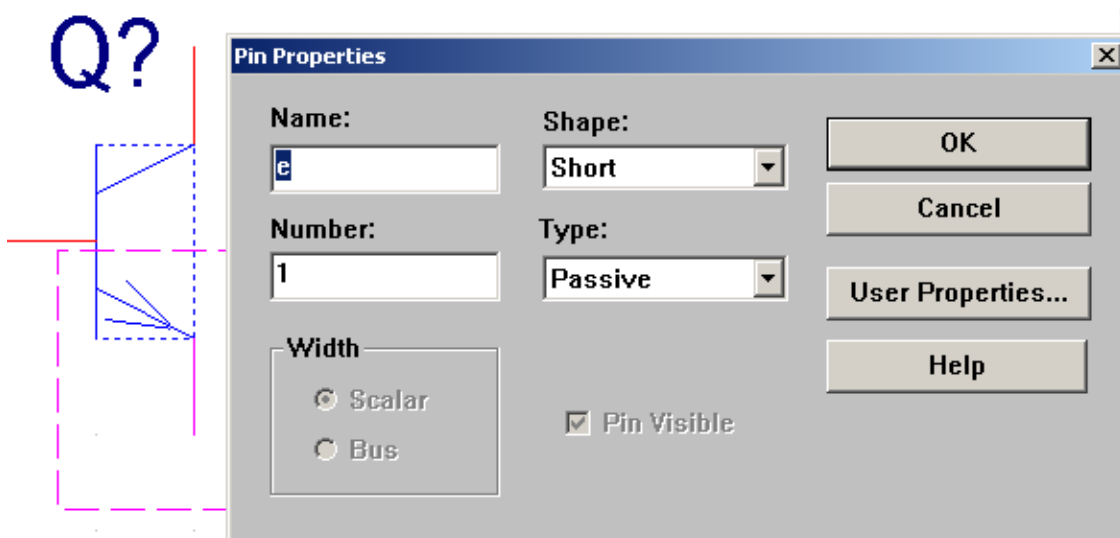 Q?
Pin Properties
Name:
e
Shape:
Short
OK
Cancel
Number:
1
Type:
Passive
User Properties...
Width
Scalar
Bus
Pin Visible
Help